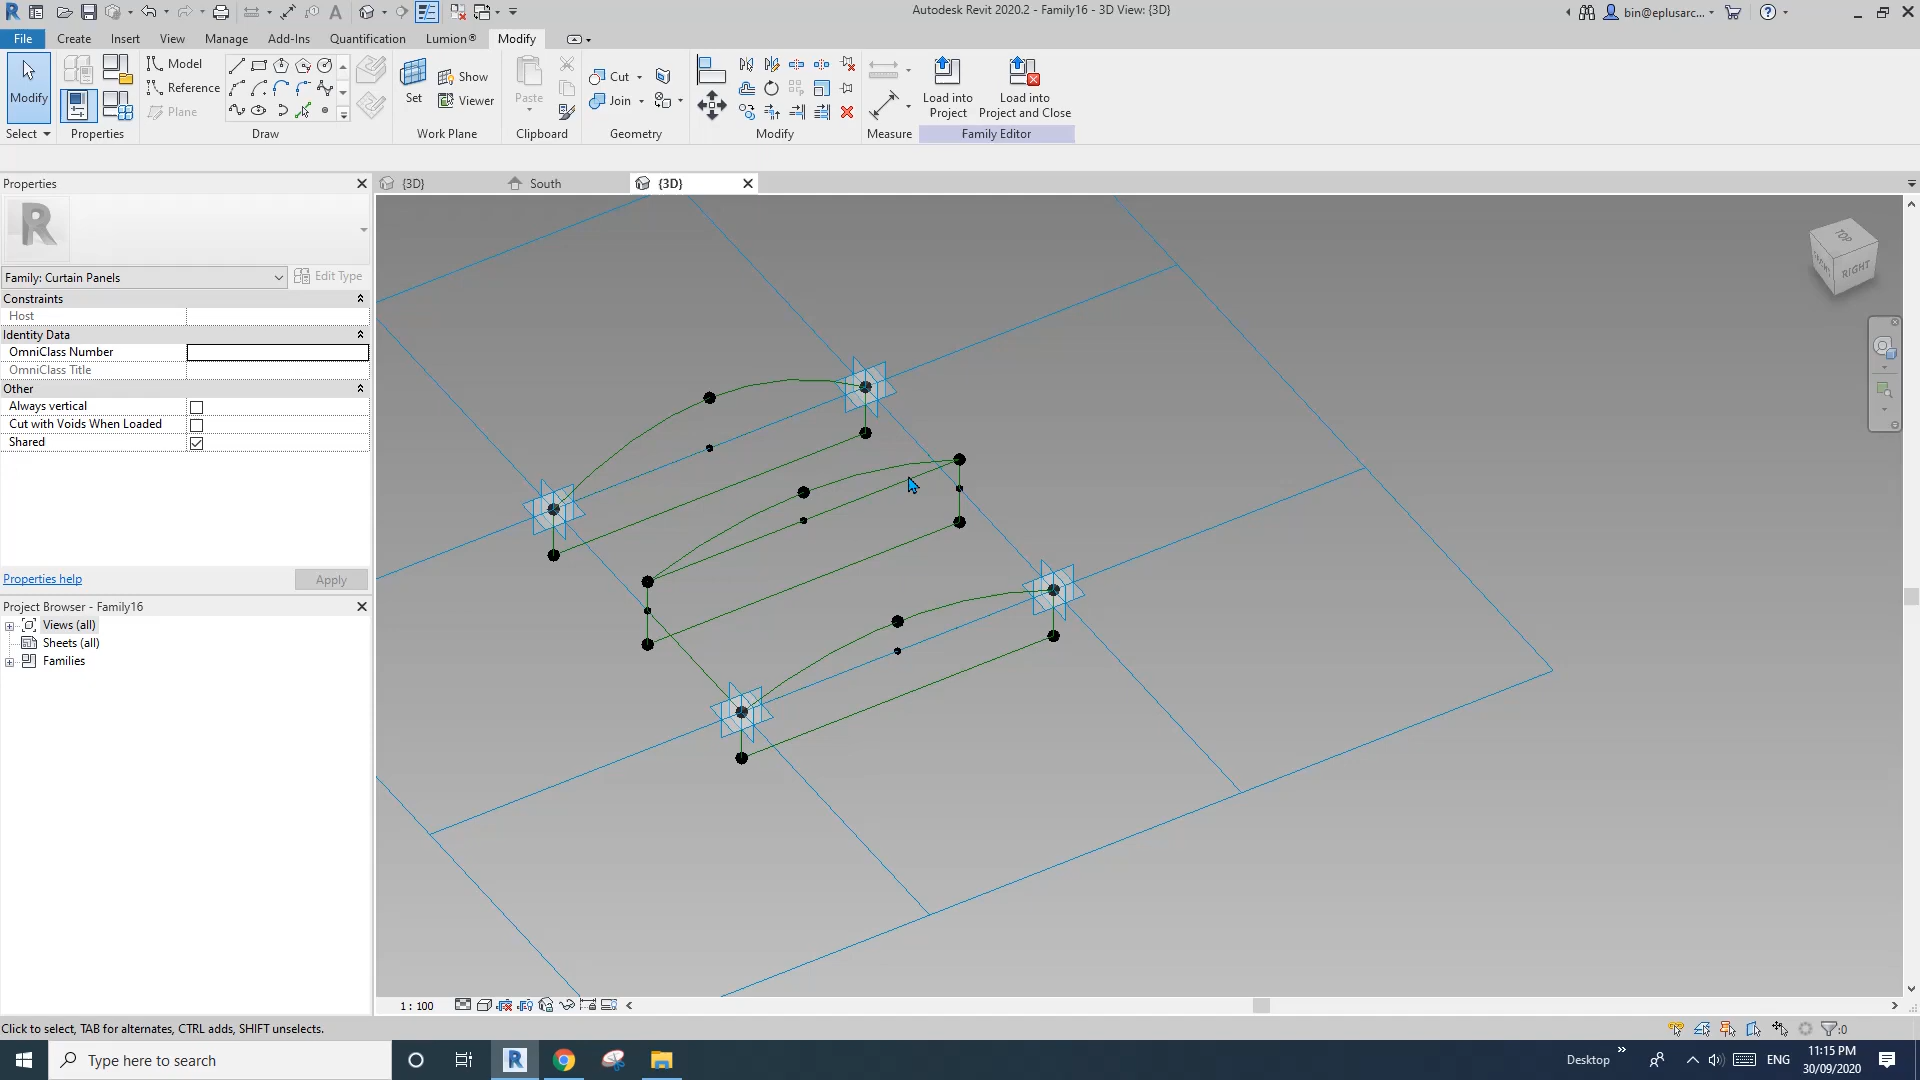 Autodesk Revit 2020.2 - Family16 - 3D View: {3D}
bin@eplusarc...
File
Create
Insert
View
Manage
Add-Ins
Quantification
Lumion®
Modify
Modify
Select
Properties
Model
Reference
Plane
Draw
Set
Show
Viewer
Work Plane
Paste
Clipboard
Cut
Join
Geometry
Modify
Measure
Load into
Project
Load into
Project and Close
Family Editor
Properties
{3D}
South
{3D}
Family: Curtain Panels
Edit Type
Constraints
Host
Identity Data
OmniClass Number
OmniClass Title
Other
Always vertical
Cut with Voids When Loaded
Shared
Properties help
Apply
Project Browser - Family16
Views (all)
Sheets (all)
Families
TOP
FRONT
RIGHT
1 : 100
Click to select, TAB for alternates, CTRL adds, SHIFT unselects.
:0
Type here to search
Desktop
ENG
11:15 PM
30/09/2020